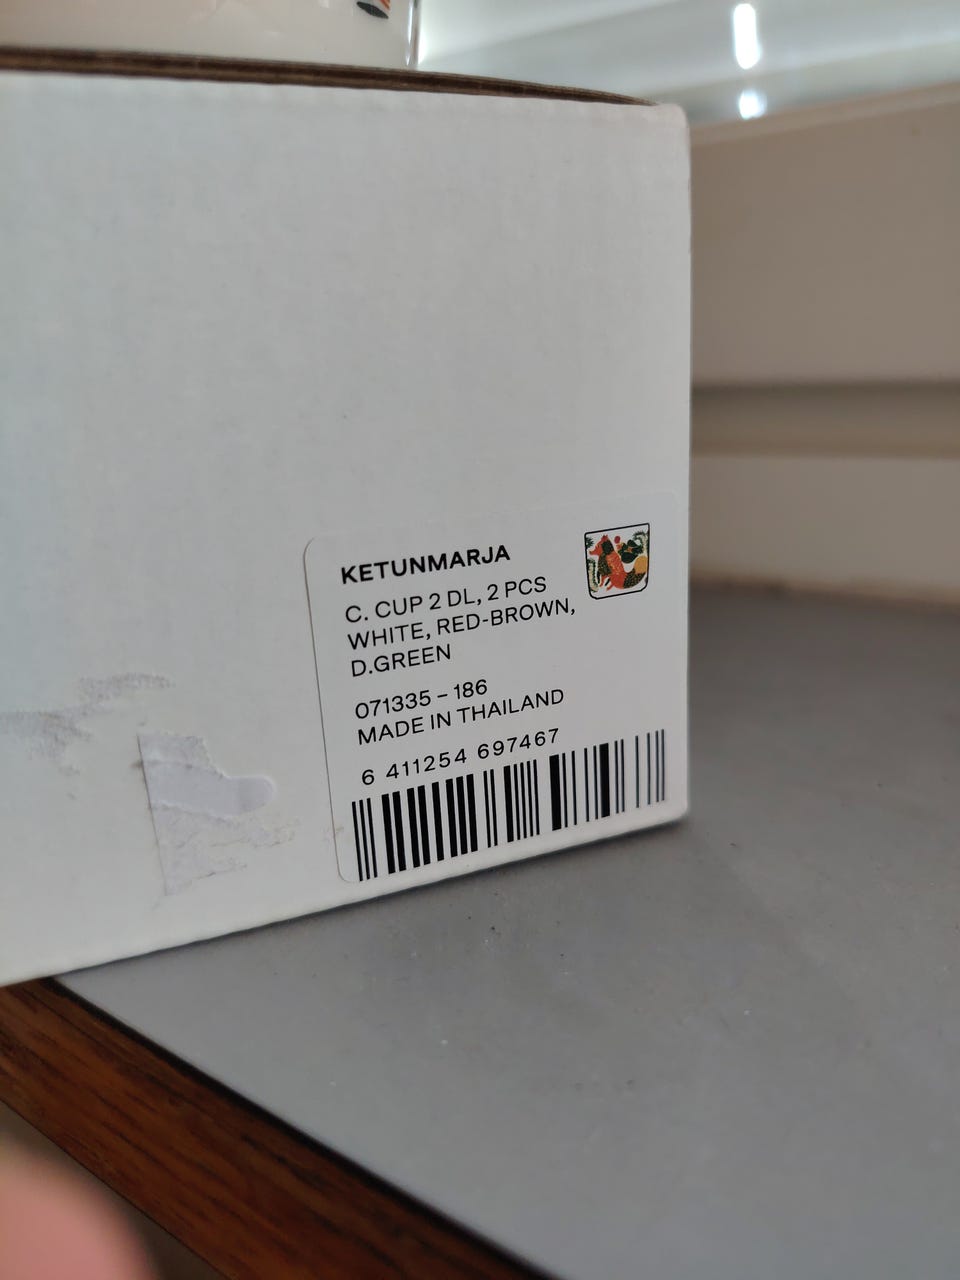 KETUNMARJA
C. CUP 2 DL, 2 PCS
WHITE, RED-BROWN,
D.GREEN
071335 – 186
MADE IN THAILAND
6 411254 697467